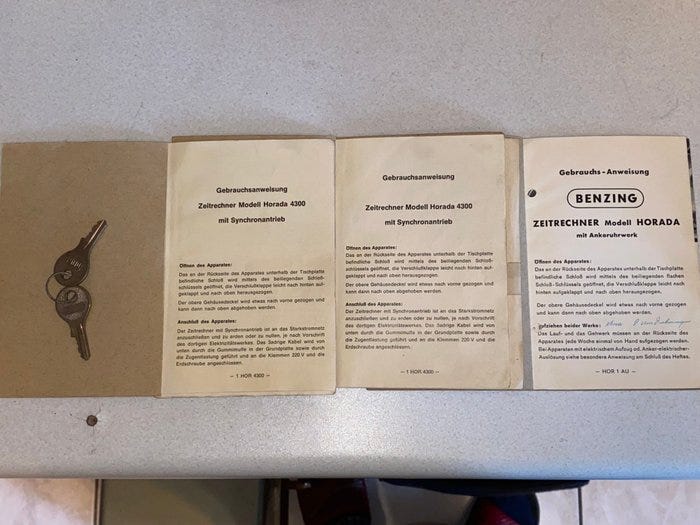 Gebrauchsanweisung
Zeitrechner Modell Horada 4300
mit Synchronantrieb
Öffnen des Apparates:
Das an der Rückseite des Apparates unterhalb der Tischplatte
befindliche Schloß wird mittels des beiliegenden Schloß-
schlüssels geöffnet, die Verschlußklappe leicht nach hinten auf-
geklappt und nach oben herausgezogen.
Der obere Gehäusedeckel wird etwas nach vorne gezogen und
kann dann nach oben abgehoben werden.
Anschluß des Apparates:
Der Zeitrechner mit Synchronantrieb ist an das Starkstromnetz
anzuschließen und zu erden oder zu nullen, je nach Vorschrift
des dortigen Elektrizitätswerkes. Das 3adrige Kabel wird von
unten durch die Gummimuffe in der Grundplatte sowie durch
die Zugentlastung geführt und an die Klemmen 220 V und die
Erdschraube angeschlossen.
— 1 HOR 4300 —
Gebrauchsanweisung
Zeitrechner Modell Horada 4300
mit Synchronantrieb
Öffnen des Apparates:
Das an der Rückseite des Apparates unterhalb der Tischplatte
befindliche Schloß wird mittels des beiliegenden Schloß-
schlüssels geöffnet, die Verschlußklappe leicht nach hinten auf-
geklappt und nach oben herausgezogen.
Der obere Gehäusedeckel wird etwas nach vorne gezogen und
kann dann nach oben abgehoben werden.
Anschluß des Apparates:
Der Zeitrechner mit Synchronantrieb ist an das Starkstromnetz
anzuschließen und zu erden oder zu nullen, je nach Vorschrift
des dortigen Elektrizitätswerkes. Das 3adrige Kabel wird von
unten durch die Gummimuffe in der Grundplatte sowie durch
die Zugentlastung geführt und an die Klemmen 220 V und die
Erdschraube angeschlossen.
— 1 HOR 4300 —
Gebrauchs-Anweisung
BENZING
ZEITRECHNER Modell HORADA
mit Ankeruhrwerk
Öffnen des Apparates:
Das an der Rückseite des Apparates unterhalb der Tischplatte
befindliche Schloß wird mittels des beiliegenden flachen
Schloß-Schlüssels geöffnet, die Verschlußklappe leicht nach
hinten aufgeklappt und nach oben herausgezogen.
Der obere Gehäusedeckel wird etwas nach vorne gezogen
und kann dann nach oben abgehoben werden.
Aufziehen beider Werke:
Das Lauf- und das Gehwerk müssen an der Rückseite des
Apparates jede Woche einmal von Hand aufgezogen werden.
Bei Apparaten mit elektrischem Aufzug od. Anker-elektrischer-
Auslösung siehe besondere Anweisung am Schluß des Heftes.
— HOR 1 AU —